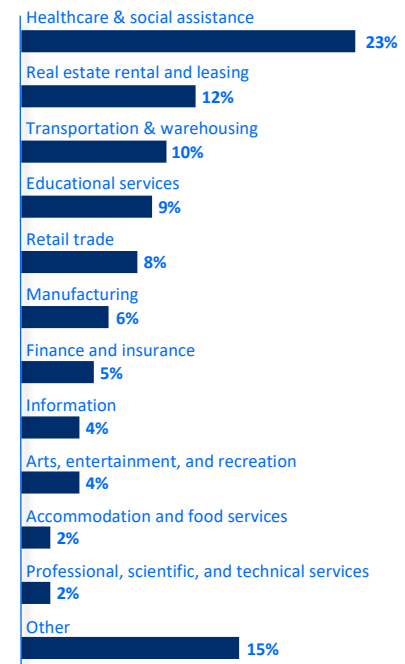 Healthcare & social assistance
23%
Real estate rental and leasing
12%
Transportation & warehousing
10%
Educational services
9%
Retail trade
8%
Manufacturing
6%
Finance and insurance
5%
Information
4%
Arts, entertainment, and recreation
4%
Accommodation and food services
2%
Professional, scientific, and technical services
2%
Other
15%